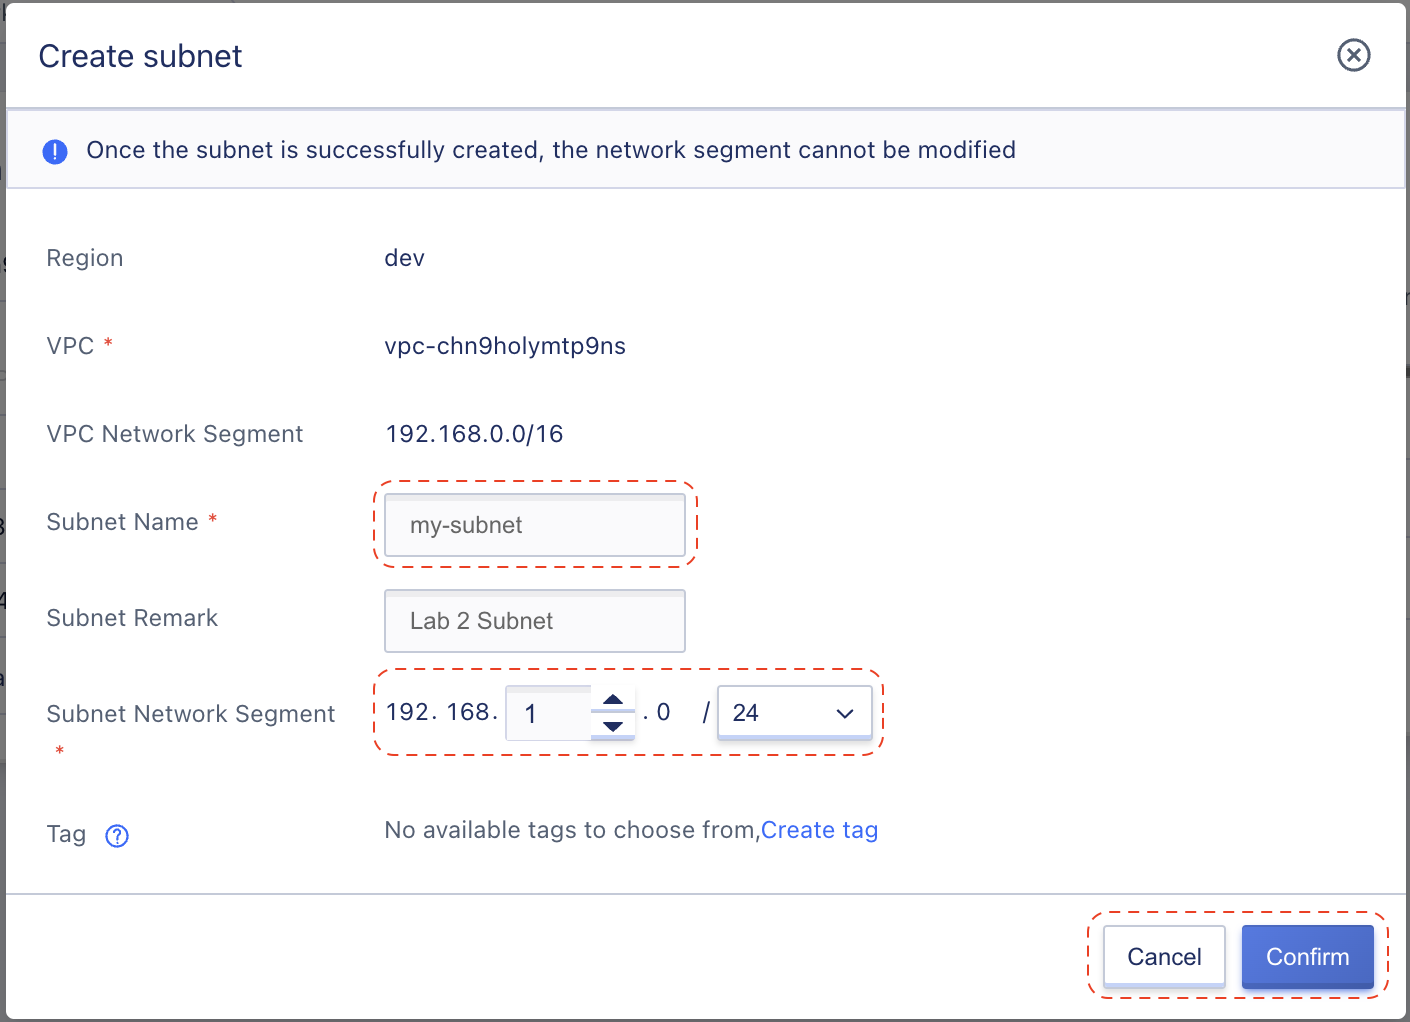 Create subnet
Once the subnet is successfully created, the network segment cannot be modified
Region dev
VPC * vpc-chn9holymtp9ns
VPC Network Segment 192.168.0.0/16
Subnet Name * my-subnet
Subnet Remark Lab 2 Subnet
Subnet Network Segment * 192. 168. 1 . 0 / 24
Tag No available tags to choose from,Create tag
Cancel Confirm